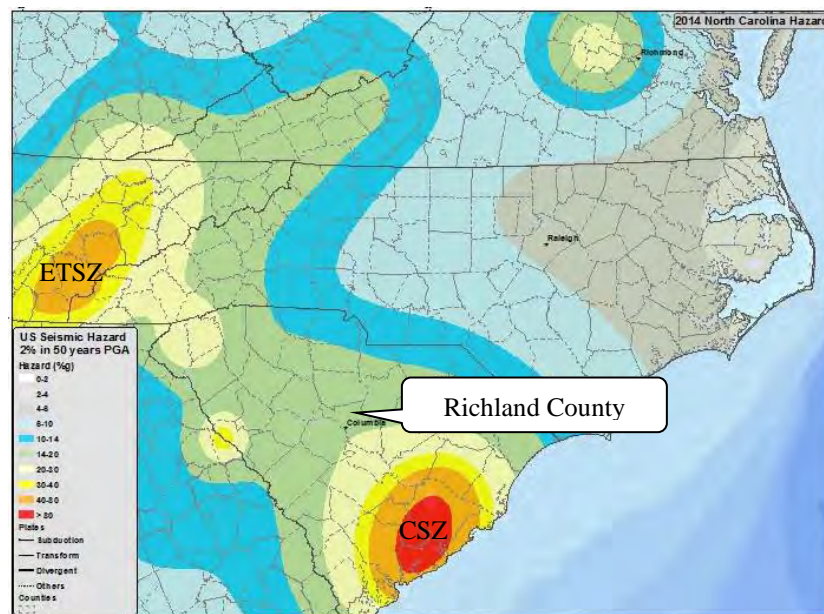 2014 North Carolina Hazard
Richmond
Raleigh
ETSZ
Richland County
Columbia
CSZ
US Seismic Hazard
2% in 50 years PGA
Hazard (%g)
0-2
2-4
4-6
6-10
10-14
14-20
20-30
30-40
40-80
> 80
Plates
Subduction
Transform
Divergent
Others
Counties